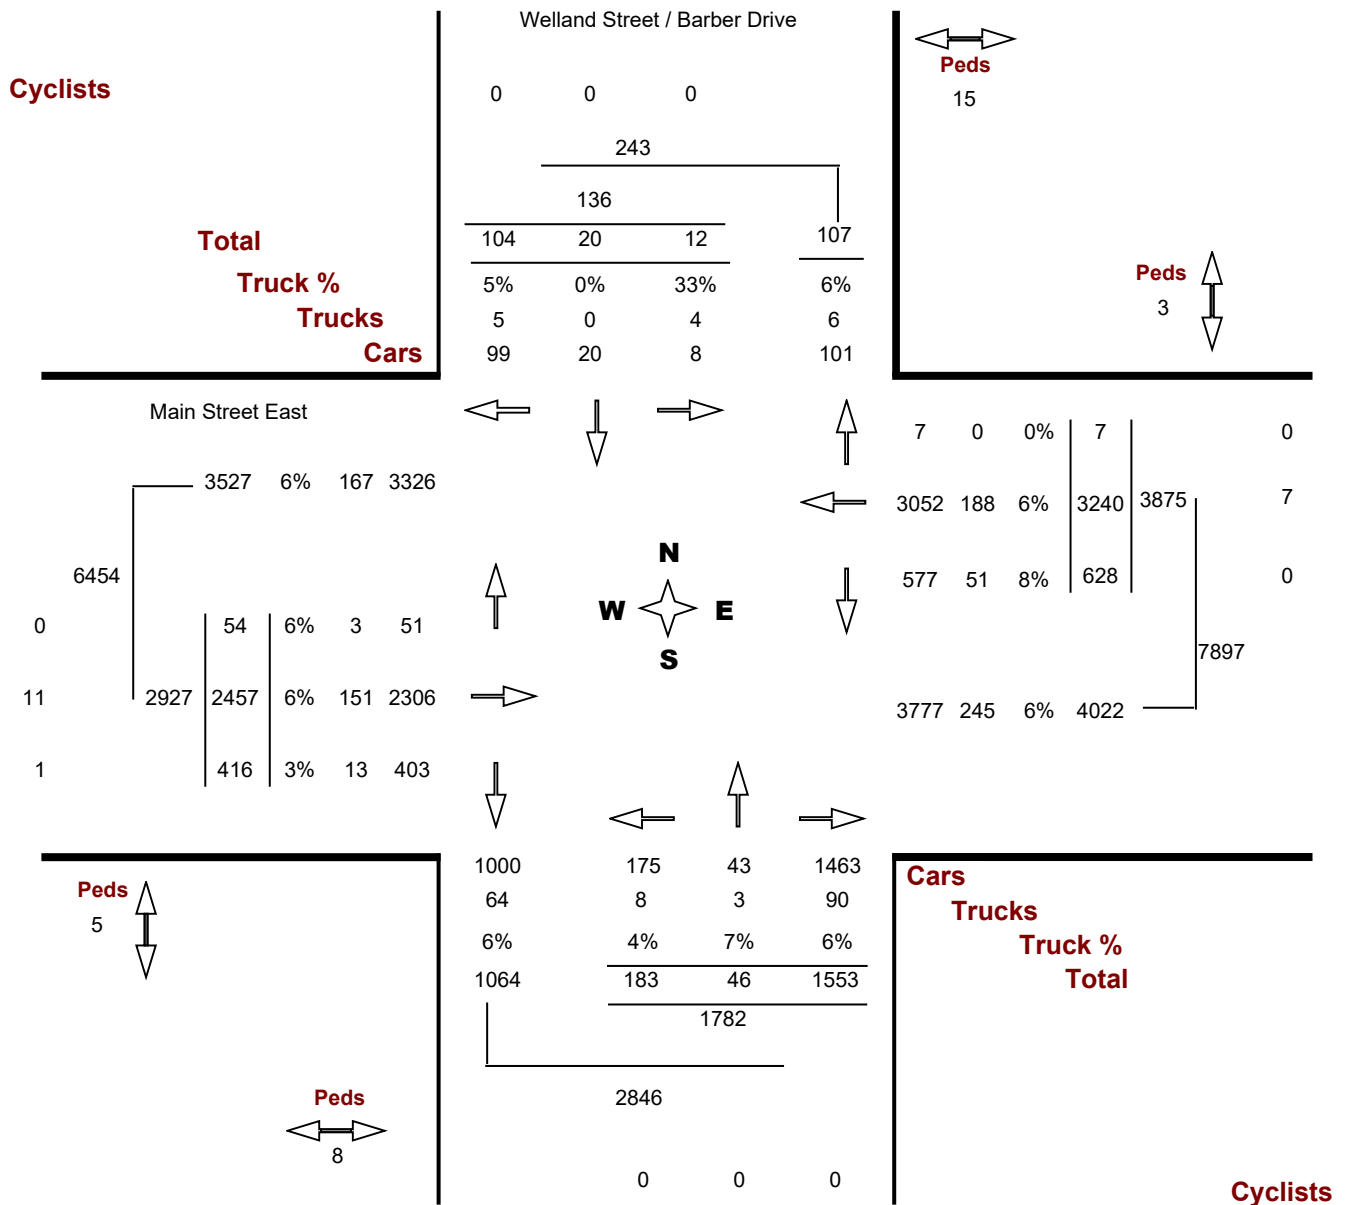 Welland Street / Barber Drive
Peds
15
Cyclists
0 0 0
243
136
Total 104 20 12 107
Truck % 5% 0% 33% 6%
Trucks 5 0 4 6
Cars 99 20 8 101
Peds
3
Main Street East
7 0 0% 7 0
3527 6% 167 3326
3052 188 6% 3240 3875 7
N
6454
577 51 8% 628 0
W E
0 54 6% 3 51
S
7897
11 2927 2457 6% 151 2306
3777 245 6% 4022
1 416 3% 13 403
1000 175 43 1463
Cars
64 8 3 90
Trucks
6% 4% 7% 6%
Truck %
1064 183 46 1553
Total
1782
Peds
5
2846
Peds
8
0 0 0
Cyclists